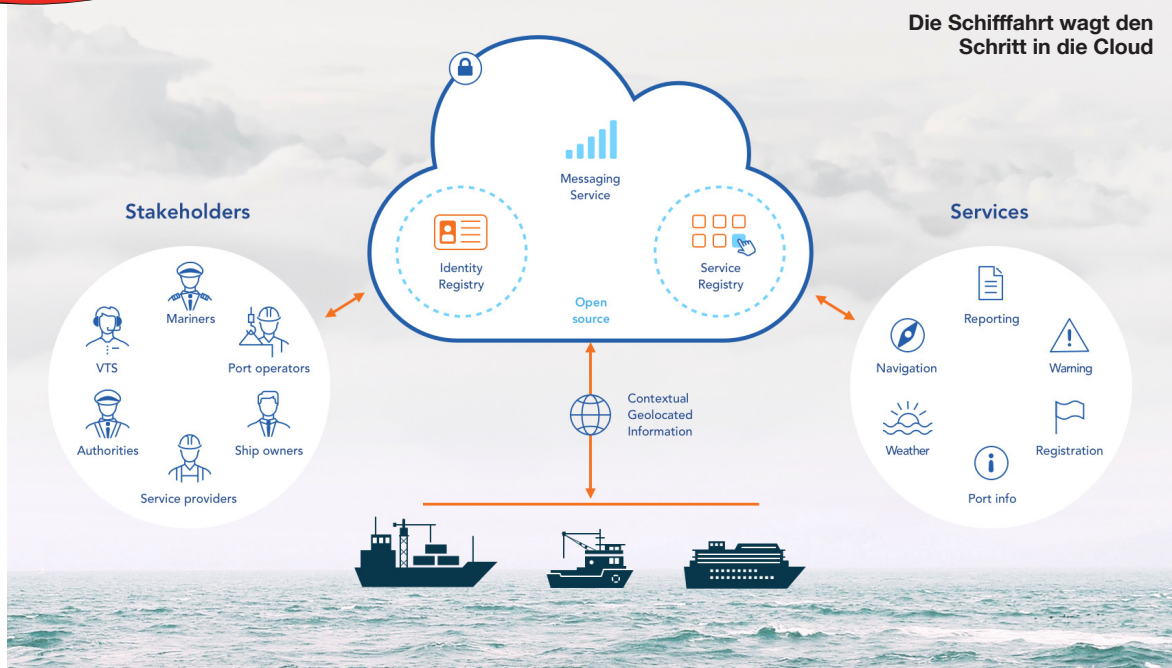 Die Schifffahrt wagt den
Schritt in die Cloud
Messaging
Service
Identity
Registry
Service
Registry
Open
source
Stakeholders
Mariners
VTS
Port operators
Authorities
Ship owners
Service providers
Contextual
Geolocated
Information
Services
Reporting
Navigation
Warning
Weather
Registration
Port info